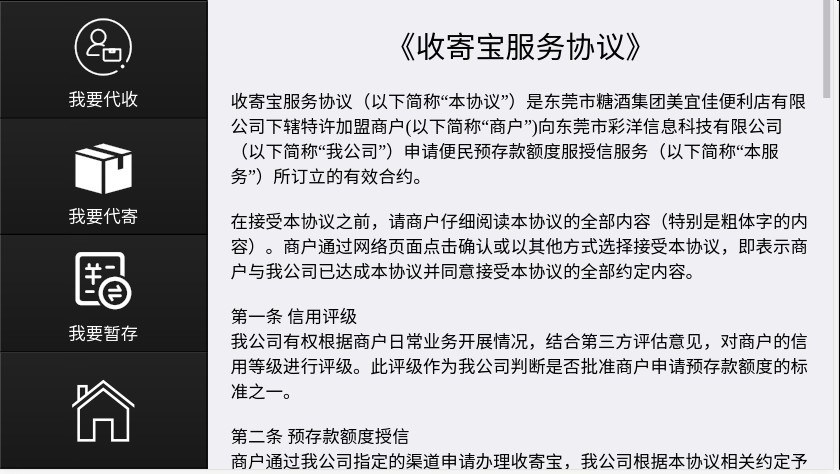 我要代收
我要代寄
我要暂存
《收寄宝服务协议》
收寄宝服务协议（以下简称“本协议”）是东莞市糖酒集团美宜佳便利店有限
公司下辖特许加盟商户(以下简称“商户”)向东莞市彩洋信息科技有限公司
（以下简称“我公司”）申请便民预存款额度服授信服务（以下简称“本服
务”）所订立的有效合约。
在接受本协议之前，请商户仔细阅读本协议的全部内容（特别是粗体字的内
容）。商户通过网络页面点击确认或以其他方式选择接受本协议，即表示商
户与我公司已达成本协议并同意接受本协议的全部约定内容。
第一条 信用评级
我公司有权根据商户日常业务开展情况，结合第三方评估意见，对商户的信
用等级进行评级。此评级作为我公司判断是否批准商户申请预存款额度的标
准之一。
第二条 预存款额度授信
商户通过我公司指定的渠道申请办理收寄宝，我公司根据本协议相关约定予